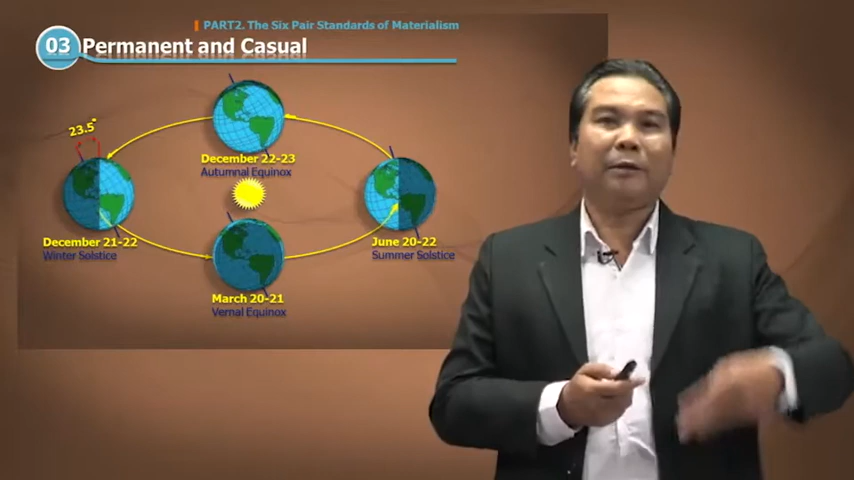 PART2. The Six Pair Standards of Materialism
03 Permanent and Casual
23.5°
December 22-23
Autumnal Equinox
December 21-22
Winter Solstice
June 20-22
Summer Solstice
March 20-21
Vernal Equinox